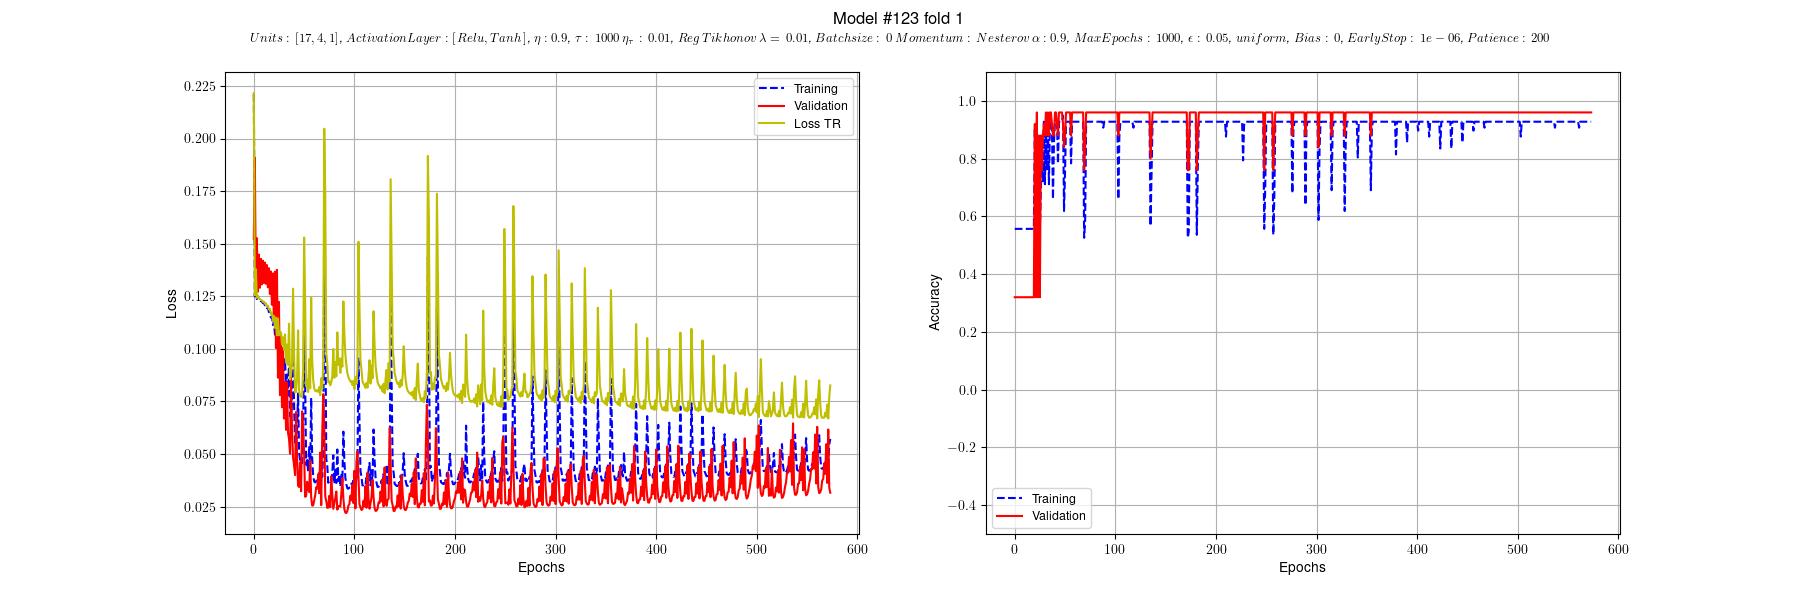 Model #123 fold 1
Units : [17, 4, 1], ActivationLayer : [Relu, Tanh], η : 0.9, τ : 1000 ητ : 0.01, Reg Tikhonov λ = 0.01, Batchsize : 0 Momentum : Nesterov α : 0.9, MaxEpochs : 1000, ϵ : 0.05, uniform, Bias : 0, EarlyStop : 1e − 06, Patience : 200
Loss
0.225
0.200
0.175
0.150
0.125
0.100
0.075
0.050
0.025
0 100 200 300 400 500 600
Epochs
Training
Validation
Loss TR
Accuracy
1.0
0.8
0.6
0.4
0.2
0.0
−0.2
−0.4
0 100 200 300 400 500 600
Epochs
Training
Validation